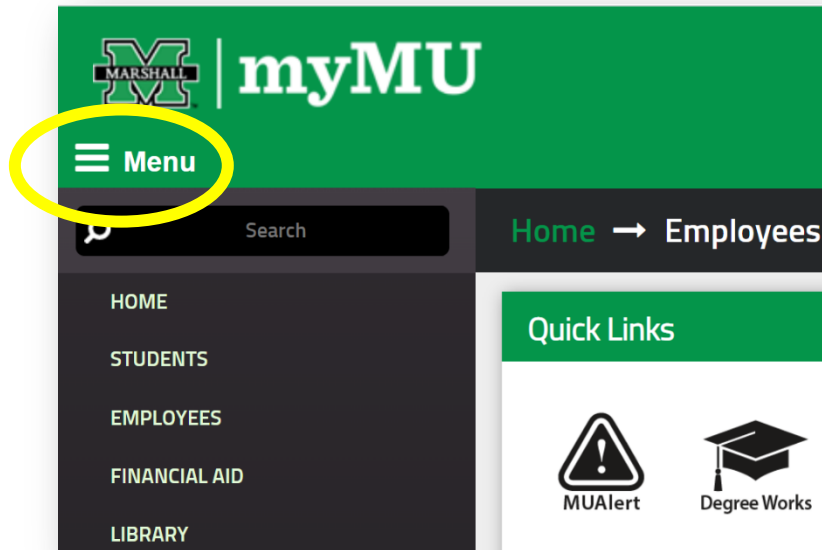 MARSHALL
myMU
Menu
Search
HOME
STUDENTS
EMPLOYEES
FINANCIAL AID
LIBRARY
Home → Employees
Quick Links
MUAlert
Degree Works